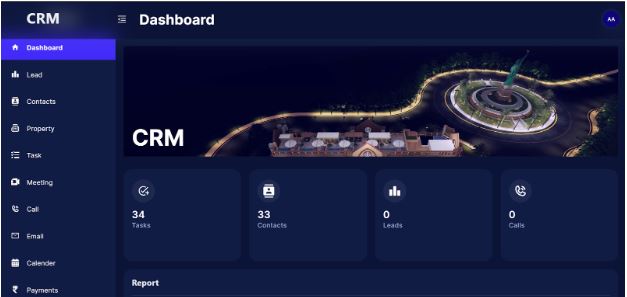 CRM
Dashboard
AA
Dashboard
Lead
Contacts
Property
Task
Meeting
Call
Email
Calender
Payments
CRM
34
Tasks
33
Contacts
0
Leads
0
Calls
Report